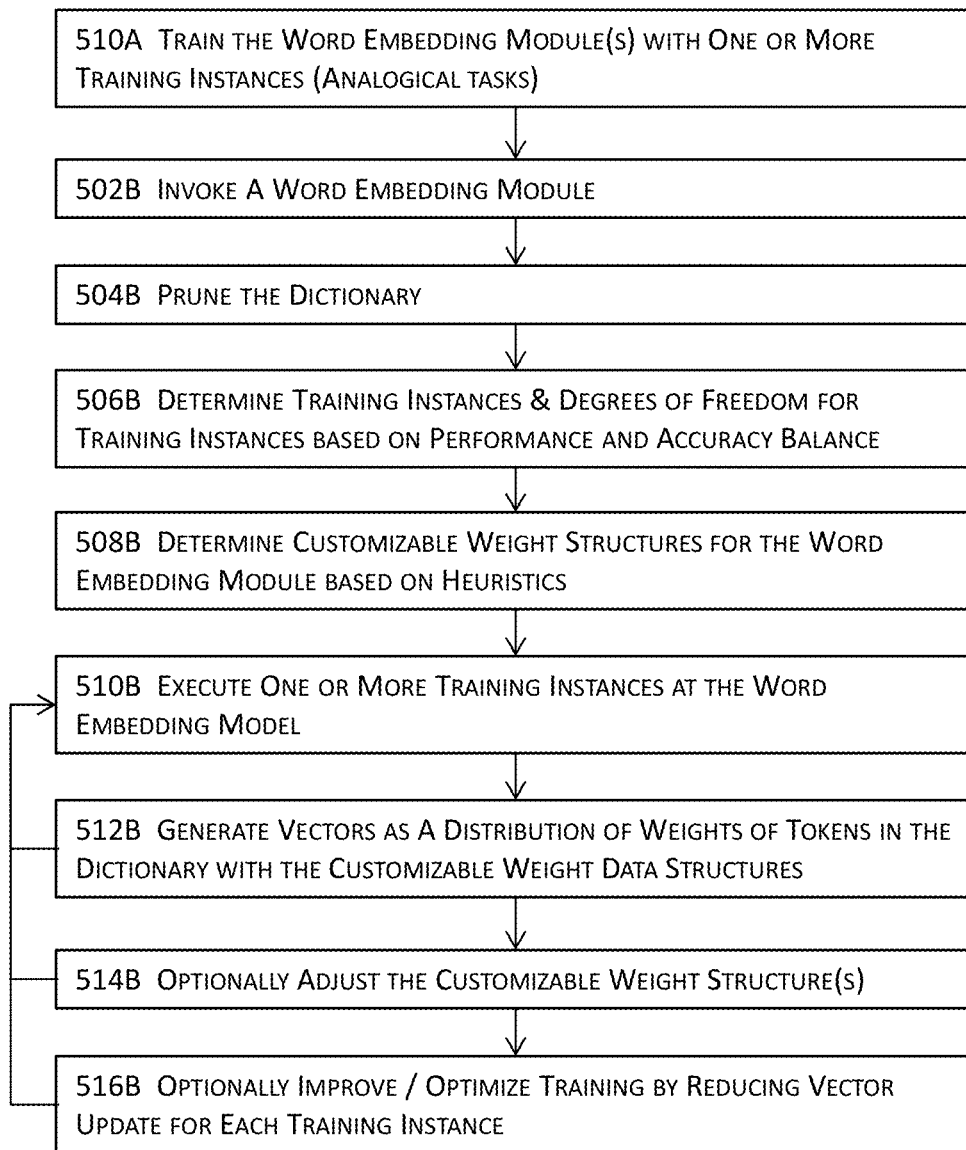 510A Train the Word Embedding Module(s) with One or More
Training Instances (Analogical tasks)
502B Invoke A Word Embedding Module
504B Prune the Dictionary
506B Determine Training Instances & Degrees of Freedom for
Training Instances based on Performance and Accuracy Balance
508B Determine Customizable Weight Structures for the Word
Embedding Module based on Heuristics
510B Execute One or More Training Instances at the Word
Embedding Model
512B Generate Vectors as A Distribution of Weights of Tokens in the
Dictionary with the Customizable Weight Data Structures
514B Optionally Adjust the Customizable Weight Structure(s)
516B Optionally Improve / Optimize Training by Reducing Vector
Update for Each Training Instance